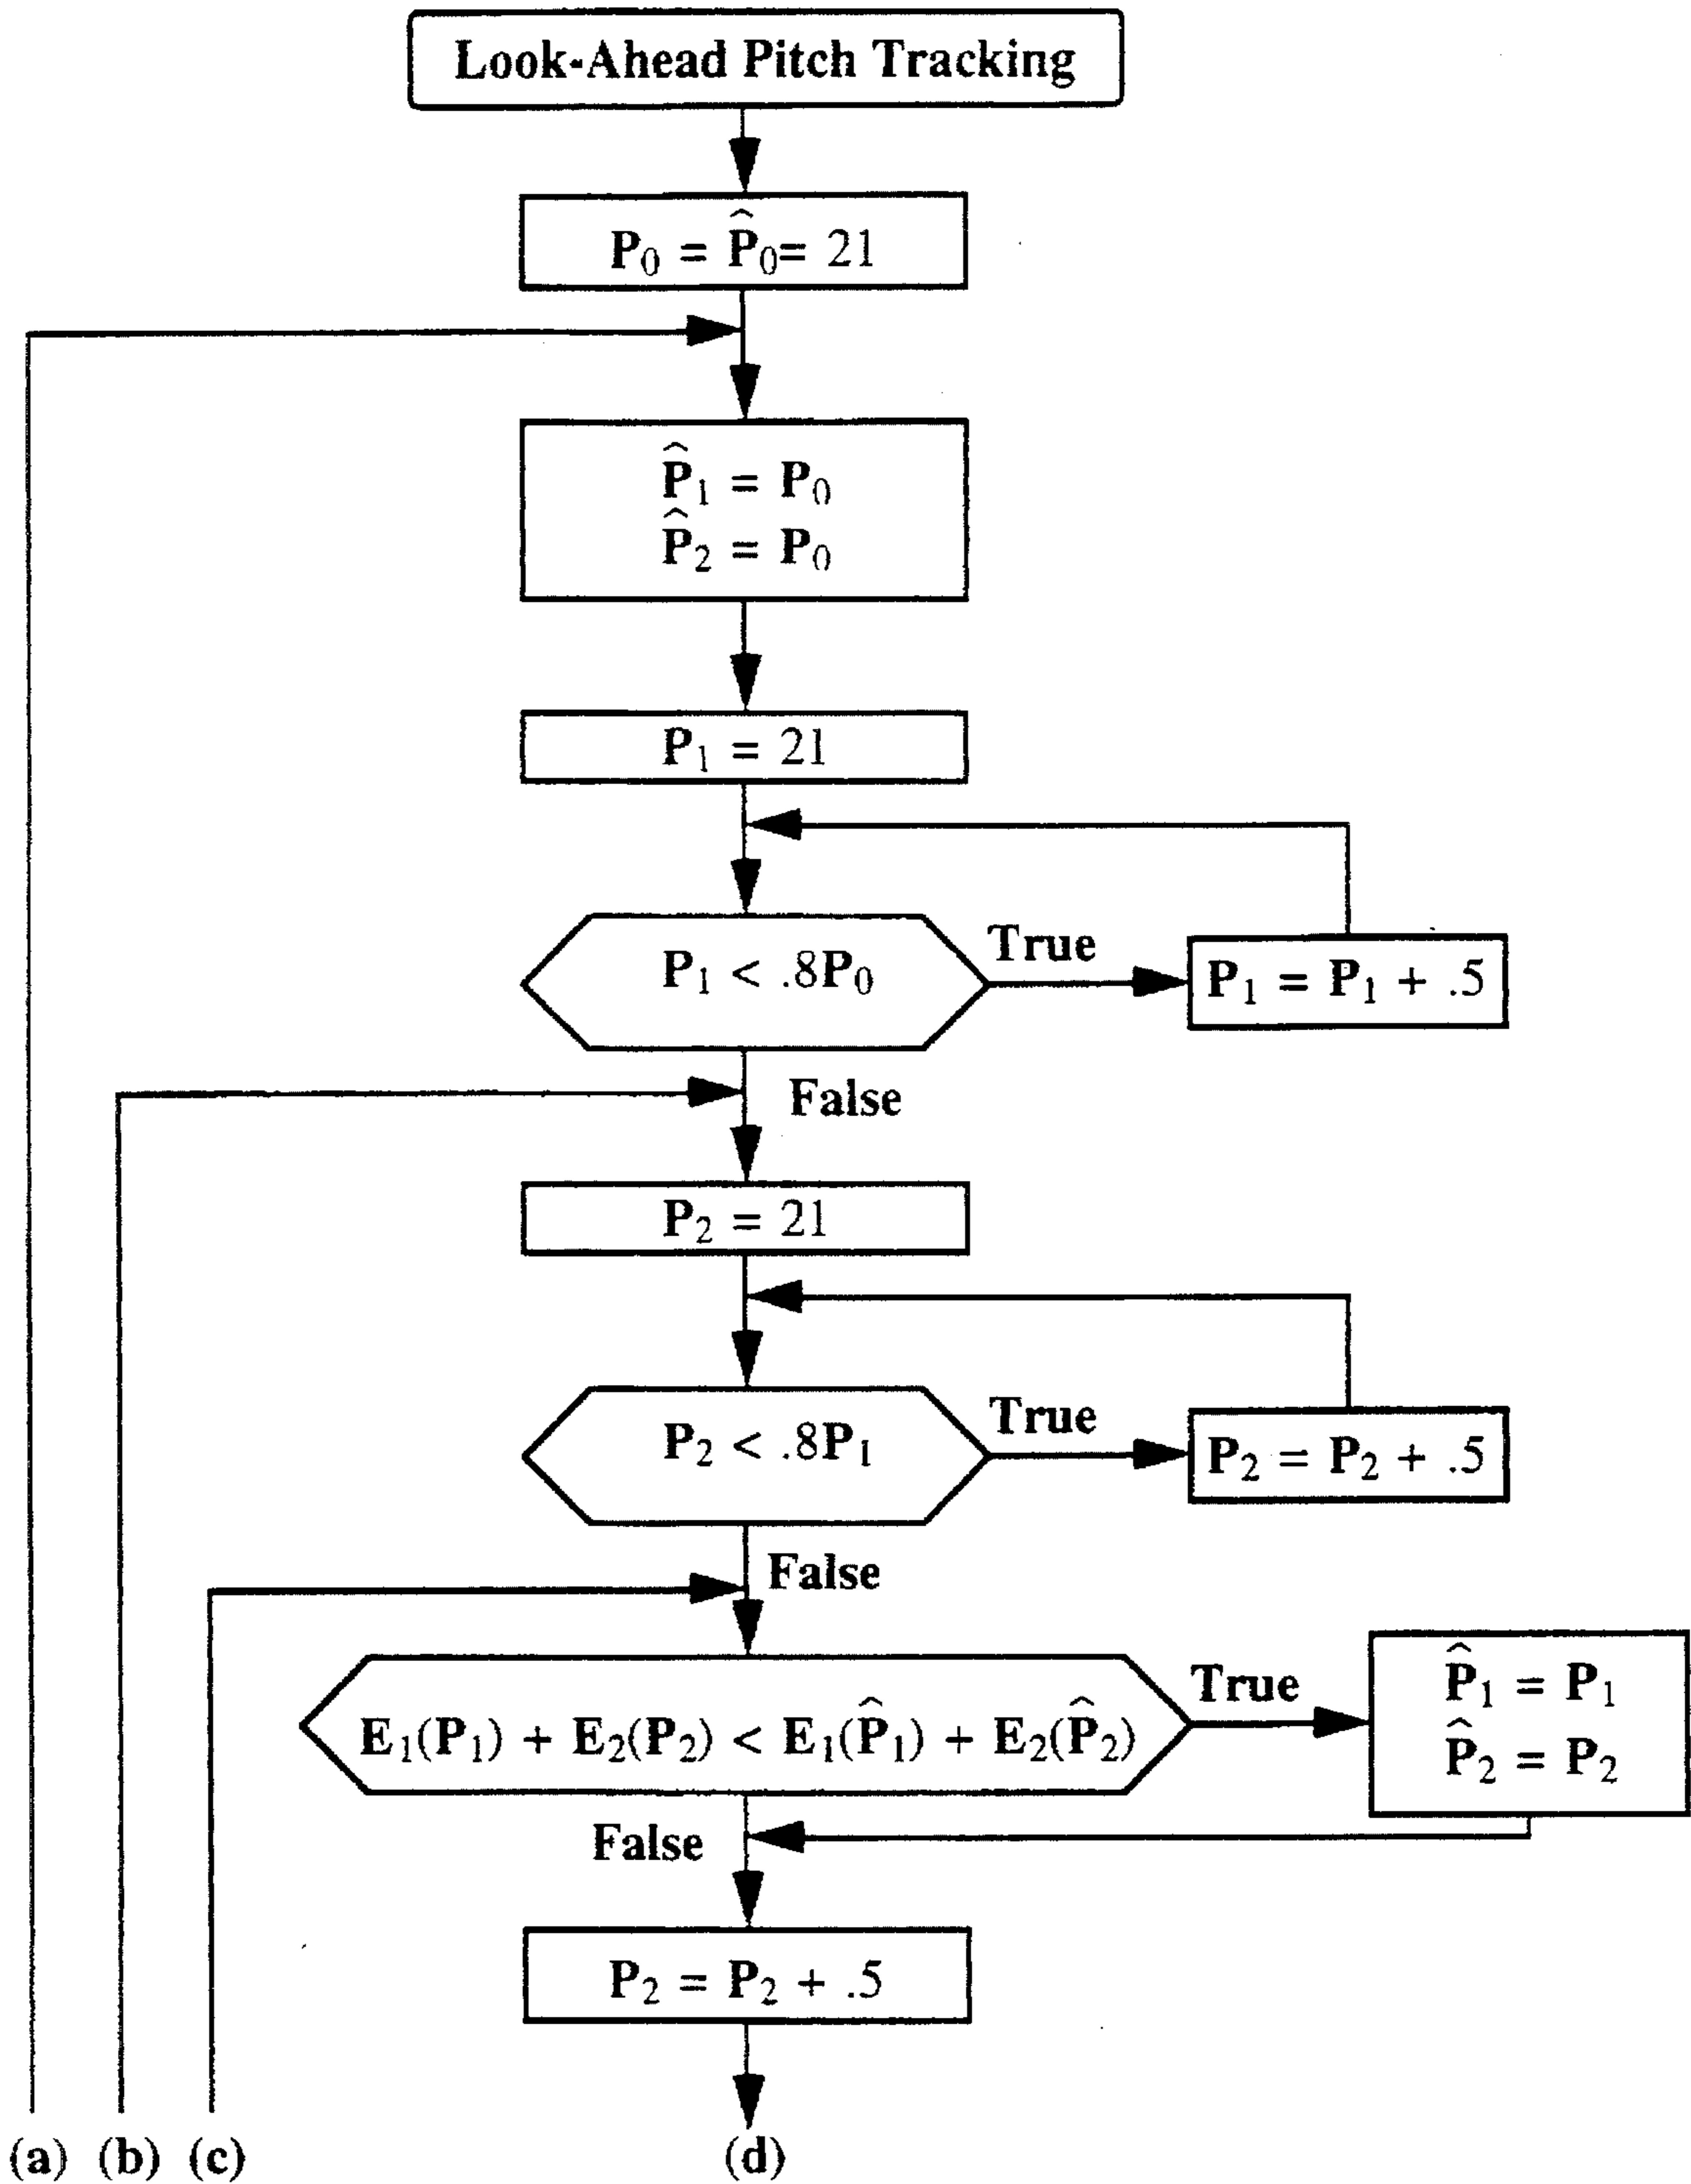 Look-Ahead Pitch Tracking
P₀ = P̂₀= 21
P̂₁ = P₀
P̂₂ = P₀
P₁ = 21
P₁ < .8P₀
True
P₁ = P₁ + .5
False
P₂ = 21
P₂ < .8P₁
True
P₂ = P₂ + .5
False
E₁(P₁) + E₂(P₂) < E₁(P̂₁) + E₂(P̂₂)
True
P̂₁ = P₁
P̂₂ = P₂
False
P₂ = P₂ + .5
(a) (b) (c) (d)